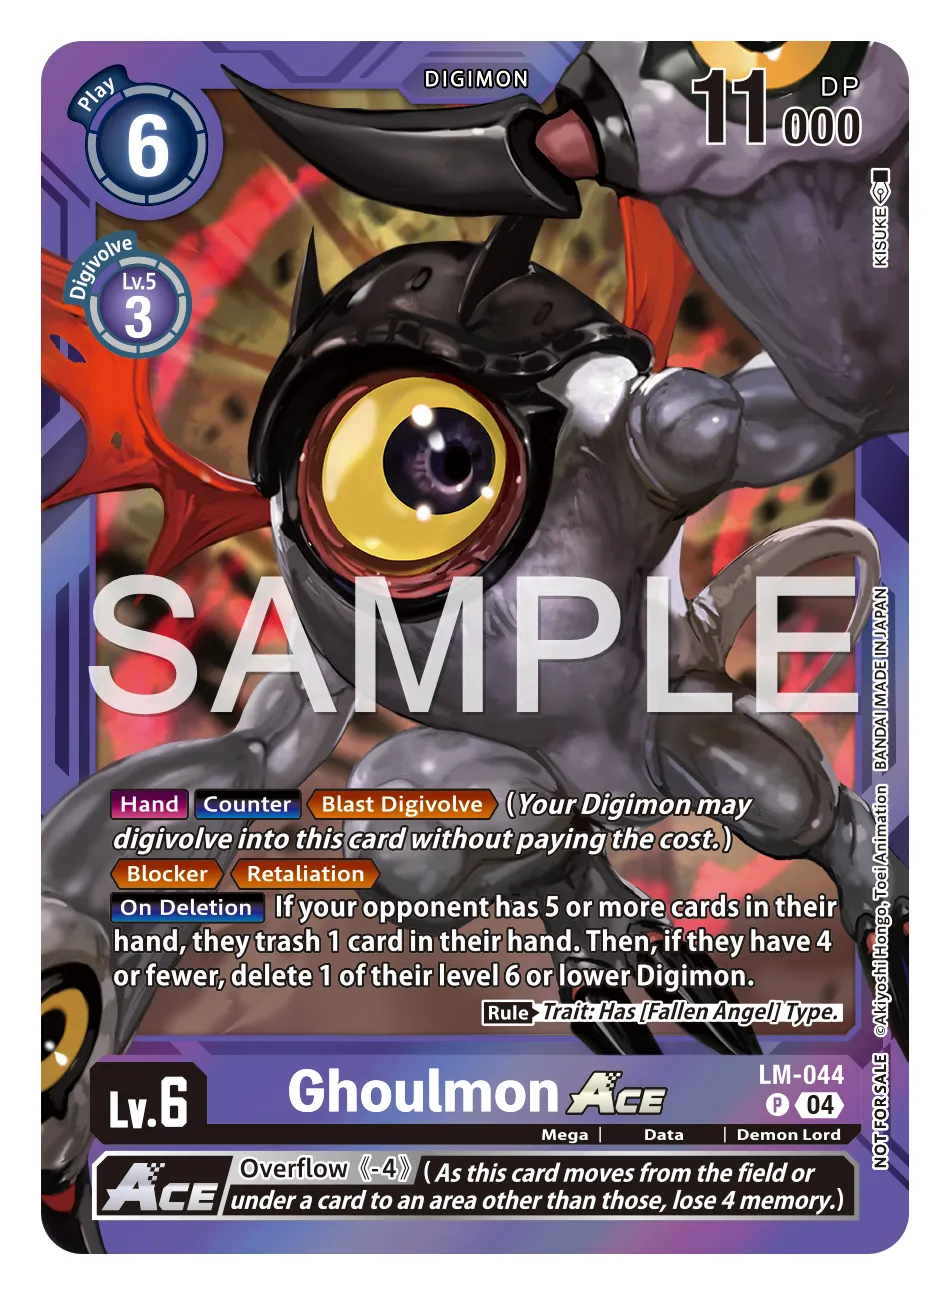 DIGIMON
Play
6
11000
DP
KISUKE
Digivolve
Lv.5
3
SAMPLE
Hand Counter Blast Digivolve (Your Digimon may
digivolve into this card without paying the cost.)
Blocker Retaliation
On Deletion If your opponent has 5 or more cards in their
hand, they trash 1 card in their hand. Then, if they have 4
or fewer, delete 1 of their level 6 or lower Digimon.
Rule Trait: Has [Fallen Angel] Type.
©Akiyoshi Hongo, Toei Animation BANDAI MADE IN JAPAN
NOT FOR SALE
Lv.6
Ghoulmon ACE
LM-044
P 04
Mega | Data | Demon Lord
ACE Overflow 《-4》 (As this card moves from the field or
under a card to an area other than those, lose 4 memory.)